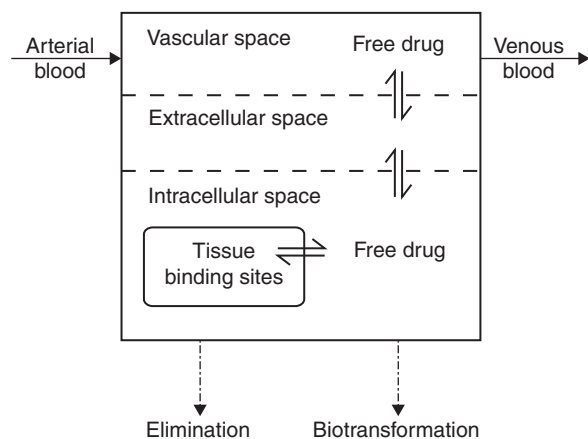 Arterial
blood
Vascular space
Free drug
Venous
blood
Extracellular space
Intracellular space
Tissue
binding sites
Free drug
Elimination
Biotransformation